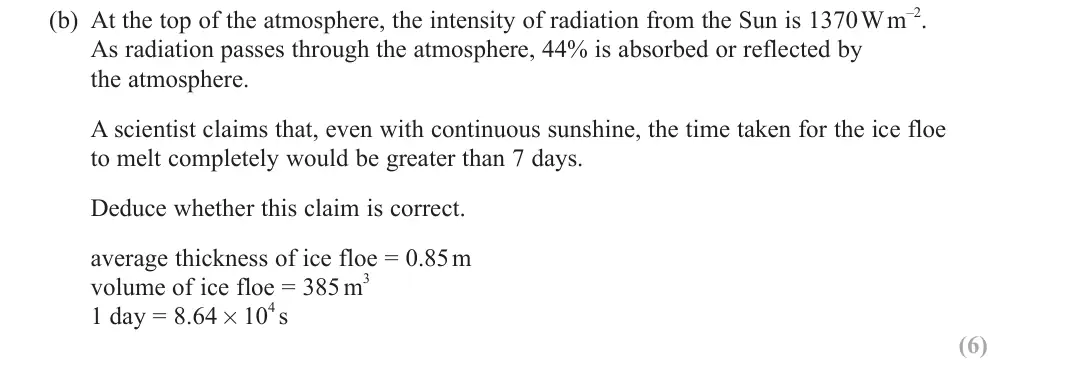 (b) At the top of the atmosphere, the intensity of radiation from the Sun is 1370 W m⁻².
As radiation passes through the atmosphere, 44% is absorbed or reflected by
the atmosphere.
A scientist claims that, even with continuous sunshine, the time taken for the ice floe
to melt completely would be greater than 7 days.
Deduce whether this claim is correct.
average thickness of ice floe = 0.85 m
volume of ice floe = 385 m³
1 day = 8.64 × 10⁴ s
(6)